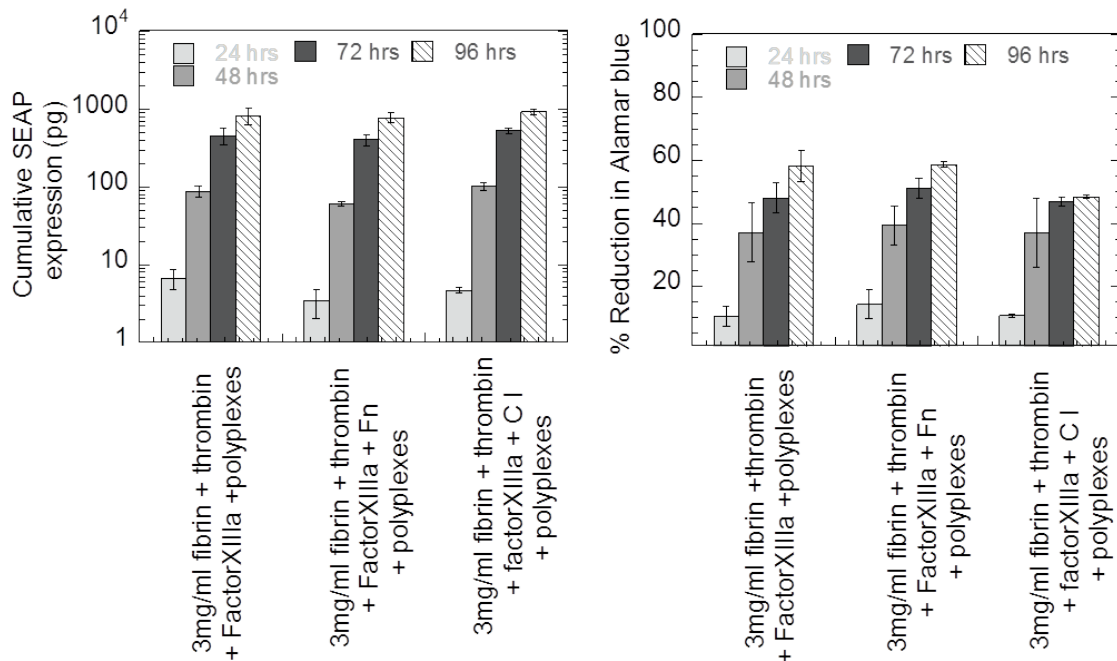 Cumulative SEAP
expression (pg)
10^4
1000
100
10
1
24 hrs
48 hrs
72 hrs
96 hrs
3mg/ml fibrin + thrombin
+ FactorXIIIa +polyplexes
3mg/ml fibrin + thrombin
+ FactorXIIIa + Fn
+ polyplexes
3mg/ml fibrin + thrombin
+ factorXIIIa + C I
+ polyplexes
% Reduction in Alamar blue
100
80
60
40
20
24 hrs
48 hrs
72 hrs
96 hrs
3mg/ml fibrin +thrombin
+ FactorXIIIa +polyplexes
3mg/ml fibrin + thrombin
+ FactorXIIIa + Fn
+ polyplexes
3mg/ml fibrin + thrombin
+ factorXIIIa + C I
+ polyplexes